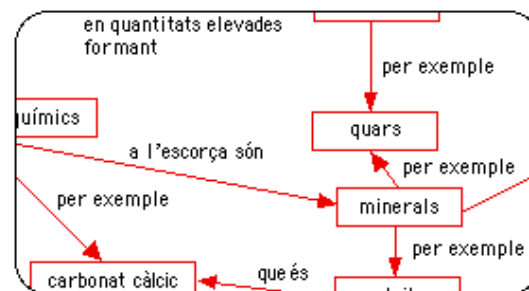 en quantitats elevades
formant
per exemple
quars
a l'escorça són
per exemple
per exemple
minerals
per exemple
que és
carbonat càlcic